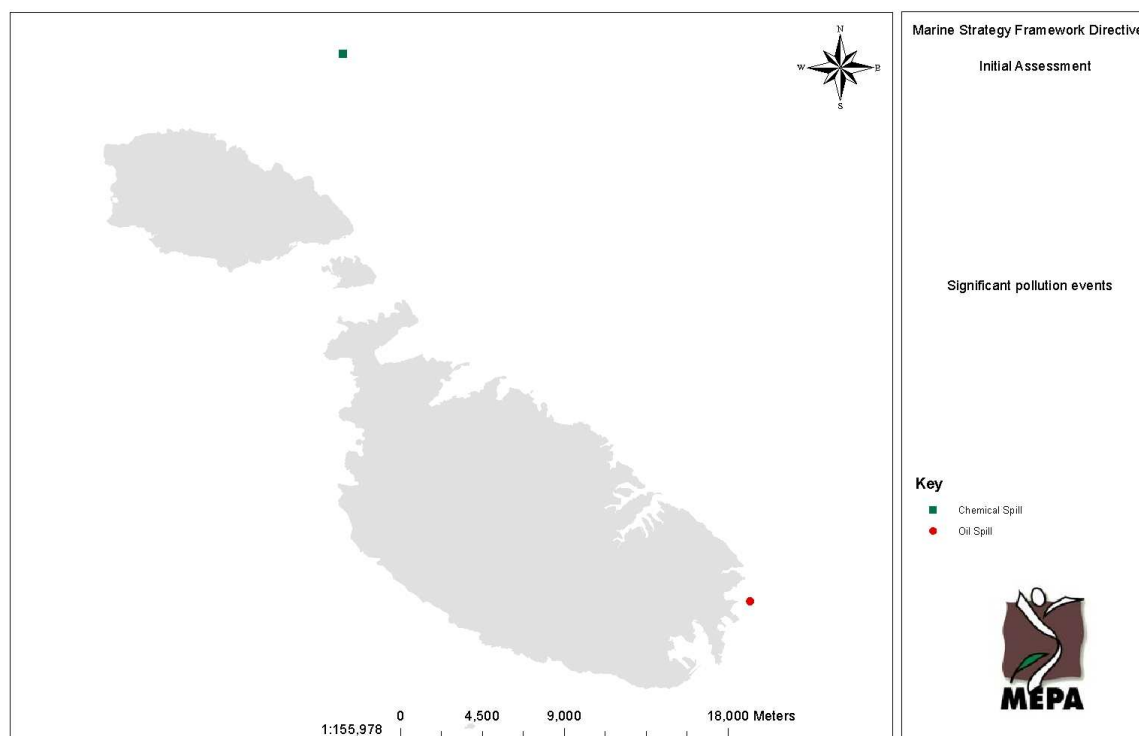 N
W E
S
1:155,978
0 4,500 9,000 18,000 Meters
Marine Strategy Framework Directive
Initial Assessment
Significant pollution events
Key
Chemical Spill
Oil Spill
MEPA